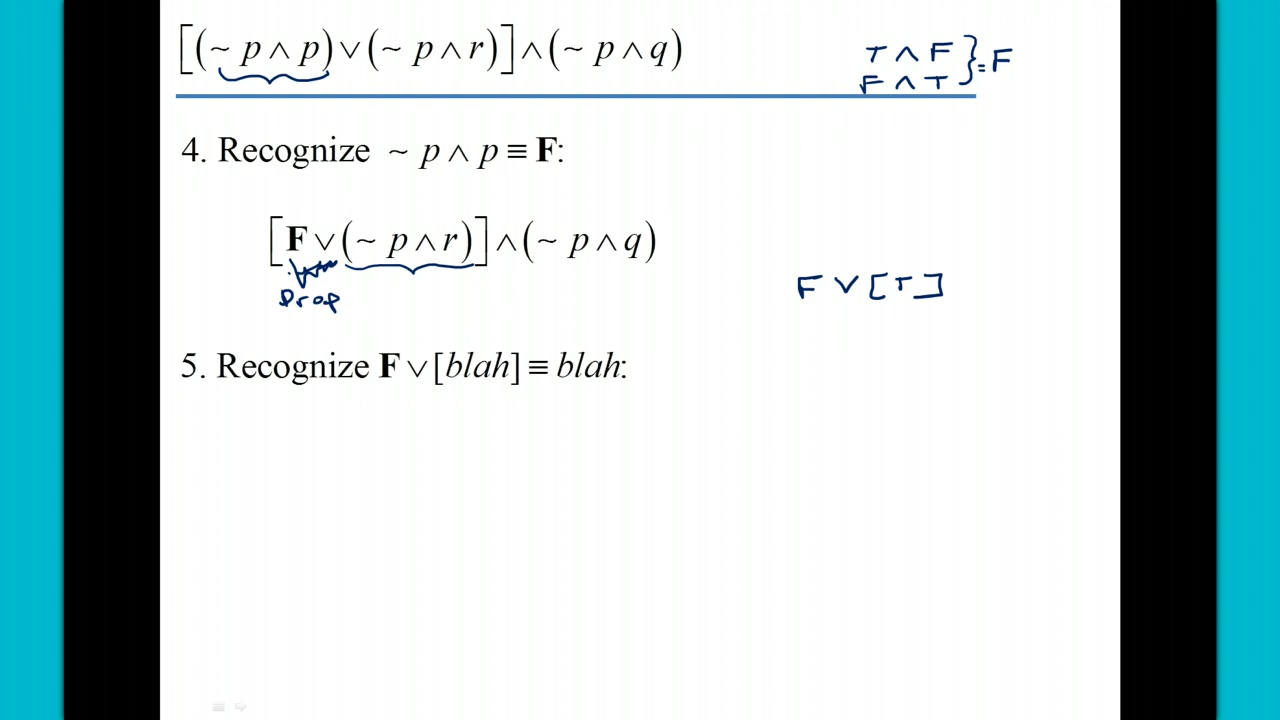 [(~ p ∧ p) ∨ (~ p ∧ r)] ∧ (~ p ∧ q)
T ∧ F
F ∧ T } = F
4. Recognize ~ p ∧ p ≡ F:
[F ∨ (~ p ∧ r)] ∧ (~ p ∧ q)
Drop
F ∨ [T]
5. Recognize F ∨ [blah] ≡ blah: